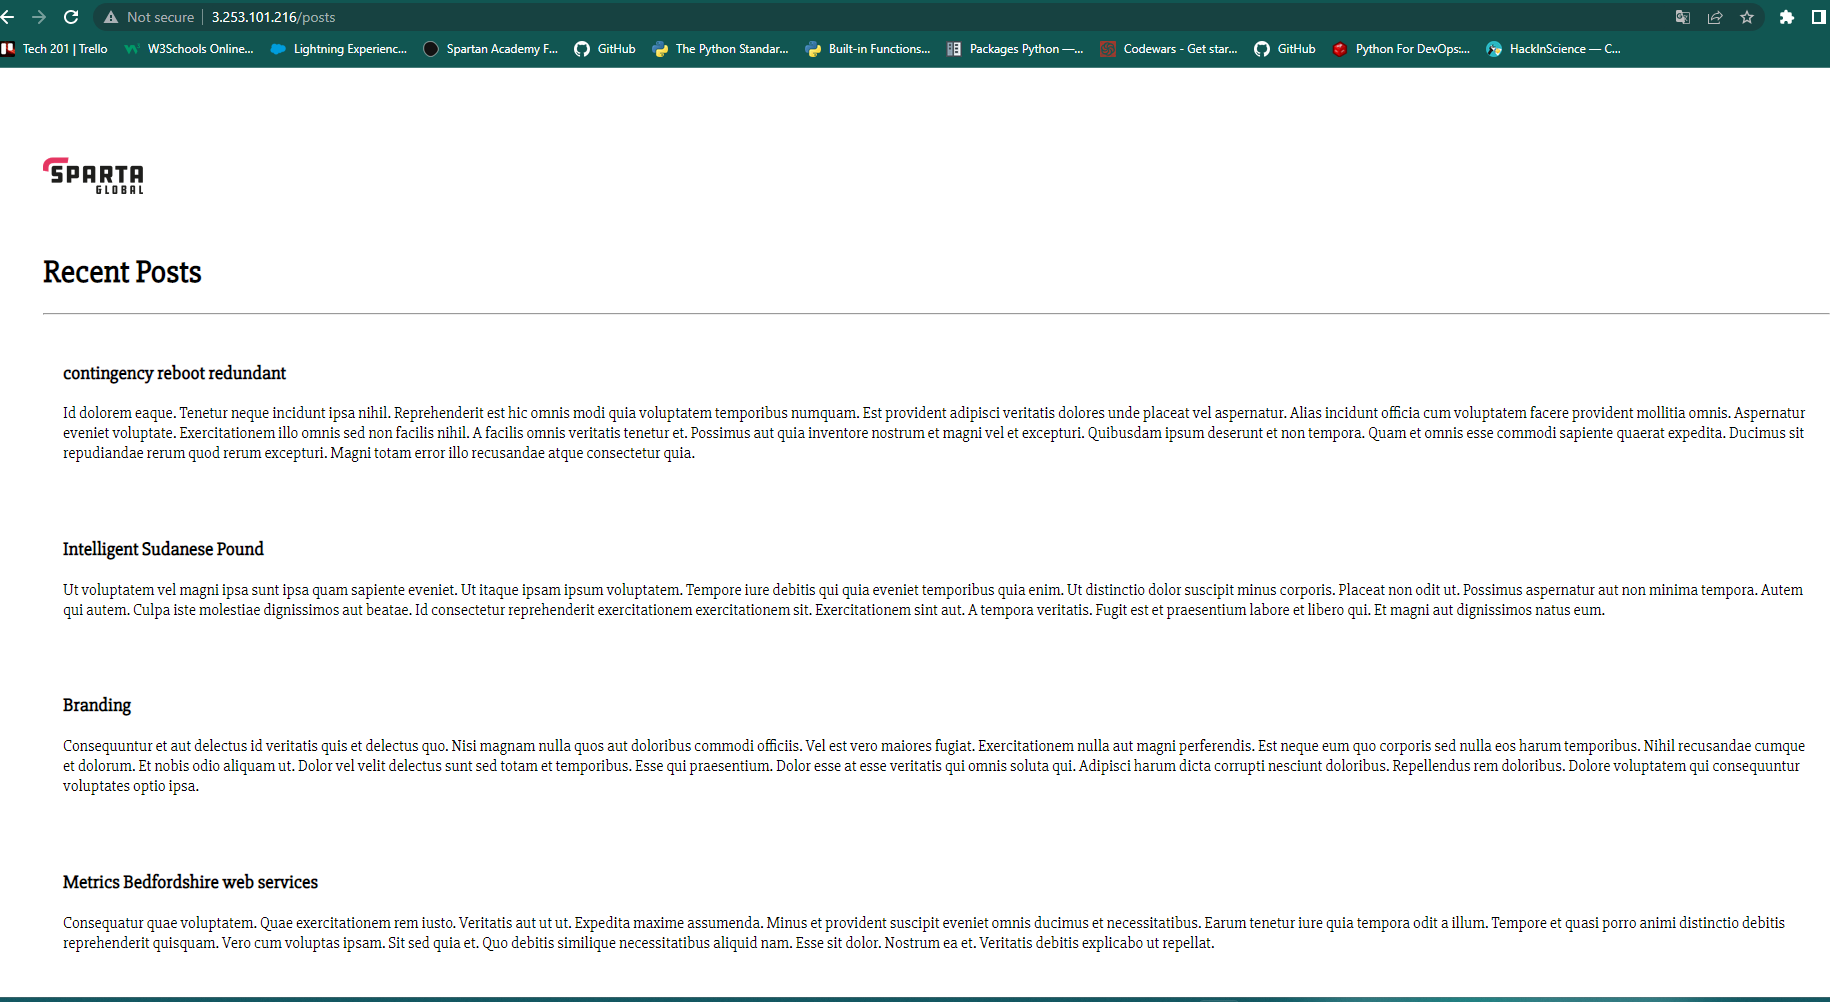 Not secure 3.253.101.216/posts
Tech 201 | Trello W3Schools Online... Lightning Experienc... Spartan Academy F... GitHub The Python Standar... Built-in Functions... Packages Python —... Codewars - Get star... GitHub Python For DevOps:... HackInScience — C...
SPARTA
GLOBAL
Recent Posts
contingency reboot redundant
Id dolorem eaque. Tenetur neque incidunt ipsa nihil. Reprehenderit est hic omnis modi quia voluptatem temporibus numquam. Est provident adipisci veritatis dolores unde placeat vel aspernatur. Alias incidunt officia cum voluptatem facere provident mollitia omnis. Aspernatur
eveniet voluptate. Exercitationem illo omnis sed non facilis nihil. A facilis omnis veritatis tenetur et. Possimus aut quia inventore nostrum et magni vel et excepturi. Quibusdam ipsum deserunt et non tempora. Quam et omnis esse commodi sapiente quaerat expedita. Ducimus sit
repudiandae rerum quod rerum excepturi. Magni totam error illo recusandae atque consectetur quia.
Intelligent Sudanese Pound
Ut voluptatem vel magni ipsa sunt ipsa quam sapiente eveniet. Ut itaque ipsam ipsum voluptatem. Tempore iure debitis qui quia eveniet temporibus quia enim. Ut distinctio dolor suscipit minus corporis. Placeat non odit ut. Possimus aspernatur aut non minima tempora. Autem
qui autem. Culpa iste molestiae dignissimos aut beatae. Id consectetur reprehenderit exercitationem exercitationem sit. Exercitationem sint aut. A tempora veritatis. Fugit est et praesentium labore et libero qui. Et magni aut dignissimos natus eum.
Branding
Consequuntur et aut delectus id veritatis quis et delectus quo. Nisi magnam nulla quos aut doloribus commodi officiis. Vel est vero maiores fugiat. Exercitationem nulla aut magni perferendis. Est neque eum quo corporis sed nulla eos harum temporibus. Nihil recusandae cumque
et dolorum. Et nobis odio aliquam ut. Dolor vel velit delectus sunt sed totam et temporibus. Esse qui praesentium. Dolor esse at esse veritatis qui omnis soluta qui. Adipisci harum dicta corrupti nesciunt doloribus. Repellendus rem doloribus. Dolore voluptatem qui consequuntur
voluptates optio ipsa.
Metrics Bedfordshire web services
Consequatur quae voluptatem. Quae exercitationem rem iusto. Veritatis aut ut ut. Expedita maxime assumenda. Minus et provident suscipit eveniet omnis ducimus et necessitatibus. Earum tenetur iure quia tempora odit a illum. Tempore et quasi porro animi distinctio debitis
reprehenderit quisquam. Vero cum voluptas ipsam. Sit sed quia et. Quo debitis similique necessitatibus aliquid nam. Esse sit dolor. Nostrum ea et. Veritatis debitis explicabo ut repellat.